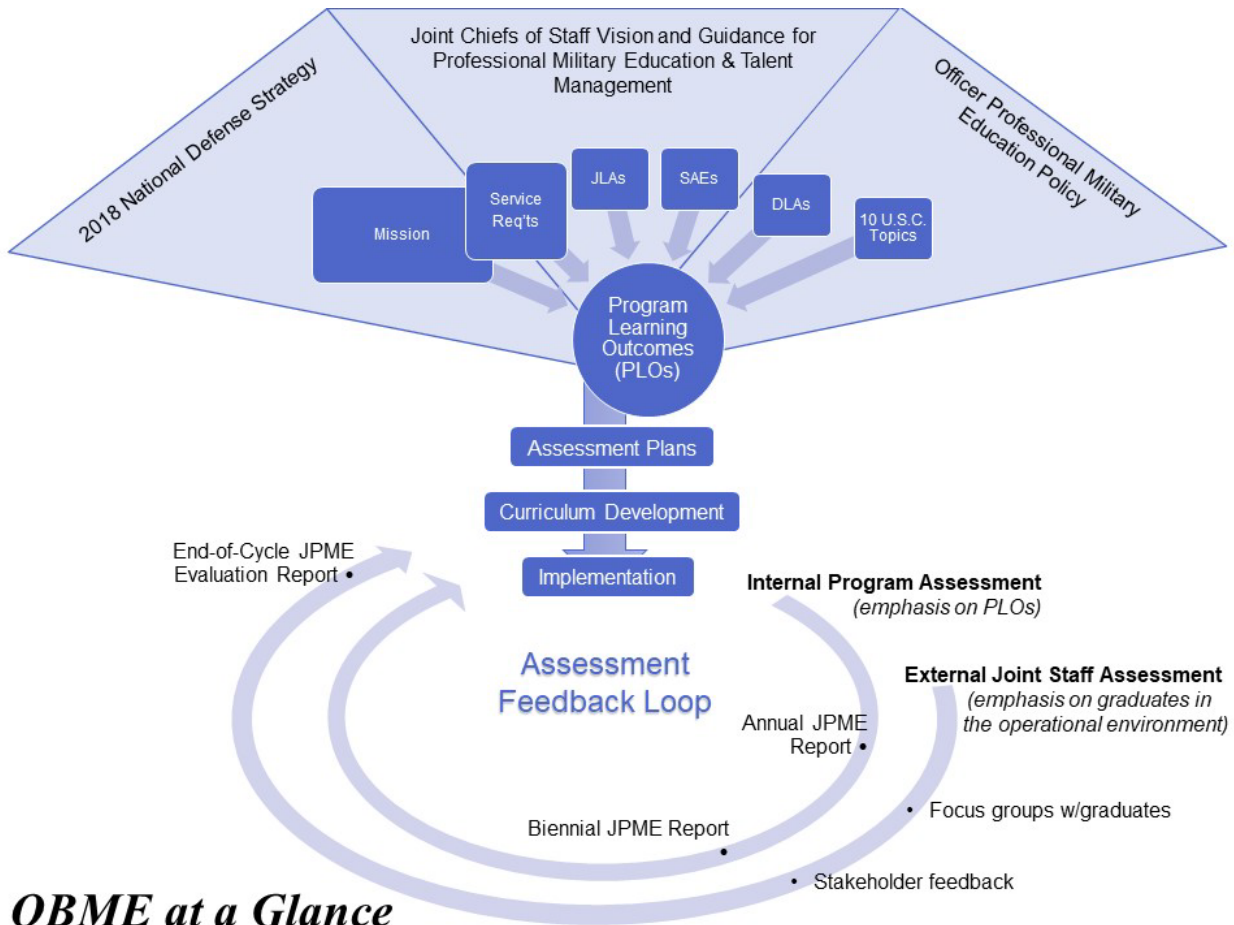 2018 National Defense Strategy
Joint Chiefs of Staff Vision and Guidance for
Professional Military Education & Talent
Management
Officer Professional Military
Education Policy
Mission
Service
Req'ts
JLAs
SAEs
DLAs
10 U.S.C.
Topics
Program
Learning
Outcomes
(PLOs)
Assessment Plans
Curriculum Development
Implementation
End-of-Cycle JPME
Evaluation Report •
Internal Program Assessment
(emphasis on PLOs)
Assessment
Feedback Loop
External Joint Staff Assessment
(emphasis on graduates in
the operational environment)
Annual JPME
Report •
• Focus groups w/graduates
Biennial JPME Report
•
• Stakeholder feedback
OBME at a Glance